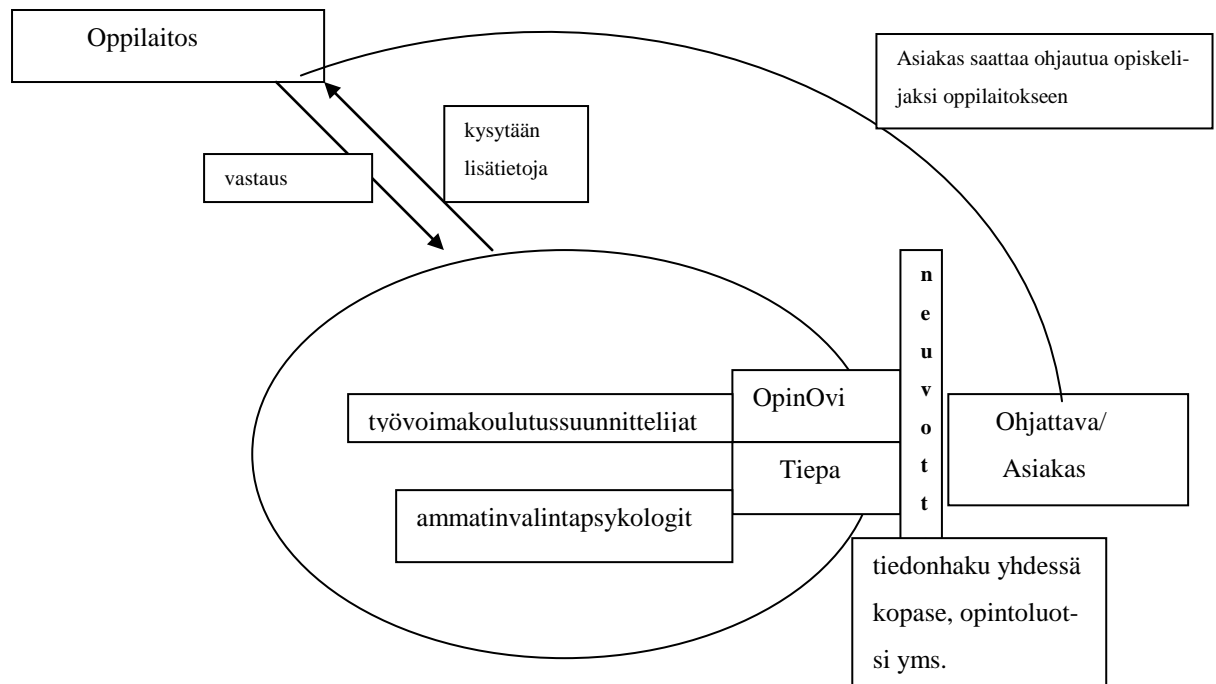 Oppilaitos
Asiakas saattaa ohjautua opiskeli-
jaksi oppilaitokseen
kysytään
lisätietoja
vastaus
n
e
u
v
o
t
t
OpinOvi
työvoimakoulutussuunnittelijat
Ohjattava/
Asiakas
Tiepa
ammatinvalintapsykologit
tiedonhaku yhdessä
kopase, opintoluot-
si yms.